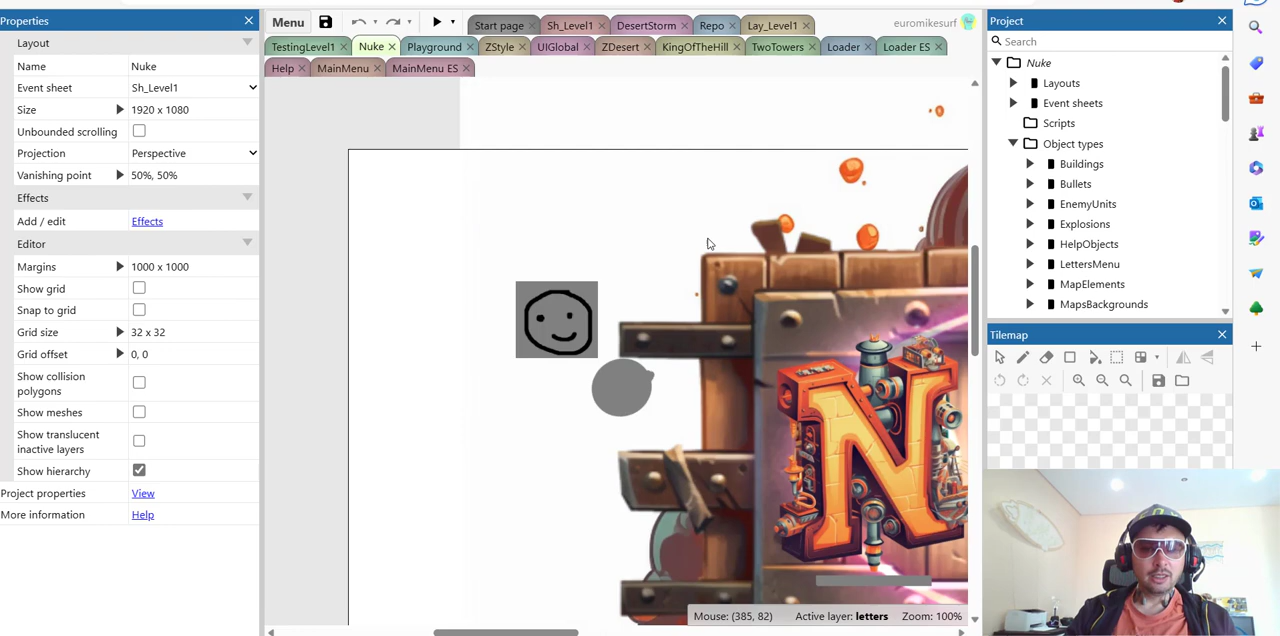 Properties
Layout
Name Nuke
Event sheet Sh_Level1
Size 1920 x 1080
Unbounded scrolling
Projection Perspective
Vanishing point 50%, 50%
Effects
Add / edit Effects
Editor
Margins 1000 x 1000
Show grid
Snap to grid
Grid size 32 x 32
Grid offset 0, 0
Show collision
polygons
Show meshes
Show translucent
inactive layers
Show hierarchy
Project properties View
More information Help
Menu
Start page Sh_Level1 DesertStorm Repo Lay_Level1 euromikesurf
TestingLevel1 Nuke Playground ZStyle UIGlobal ZDesert KingOfTheHill TwoTowers Loader Loader ES
Help MainMenu MainMenu ES
N
Mouse: (385, 82) Active layer: letters Zoom: 100%
Project
Search
Nuke
Layouts
Event sheets
Scripts
Object types
Buildings
Bullets
EnemyUnits
Explosions
HelpObjects
LettersMenu
MapElements
MapsBackgrounds
Tilemap